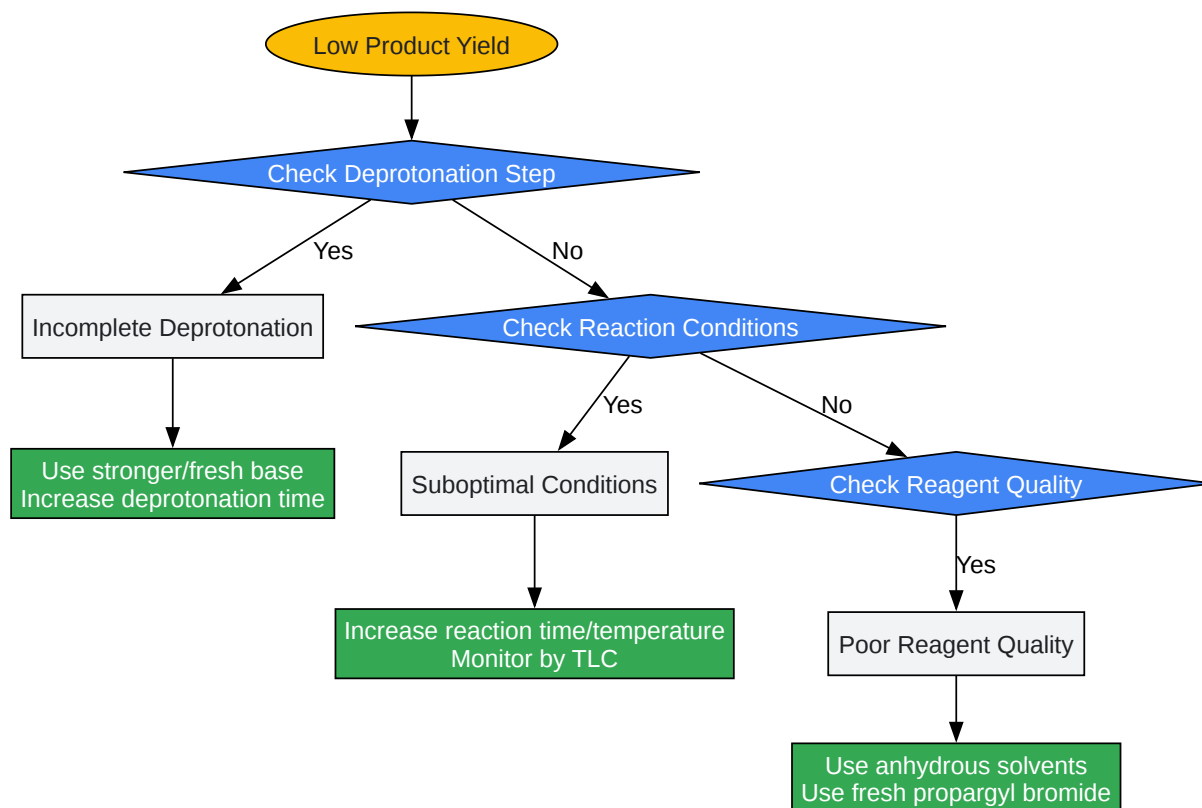 Low Product Yield
Check Deprotonation Step
Yes
No
Incomplete Deprotonation
Check Reaction Conditions
Yes
No
Use stronger/fresh base
Increase deprotonation time
Suboptimal Conditions
Check Reagent Quality
Yes
Increase reaction time/temperature
Monitor by TLC
Poor Reagent Quality
Use anhydrous solvents
Use fresh propargyl bromide